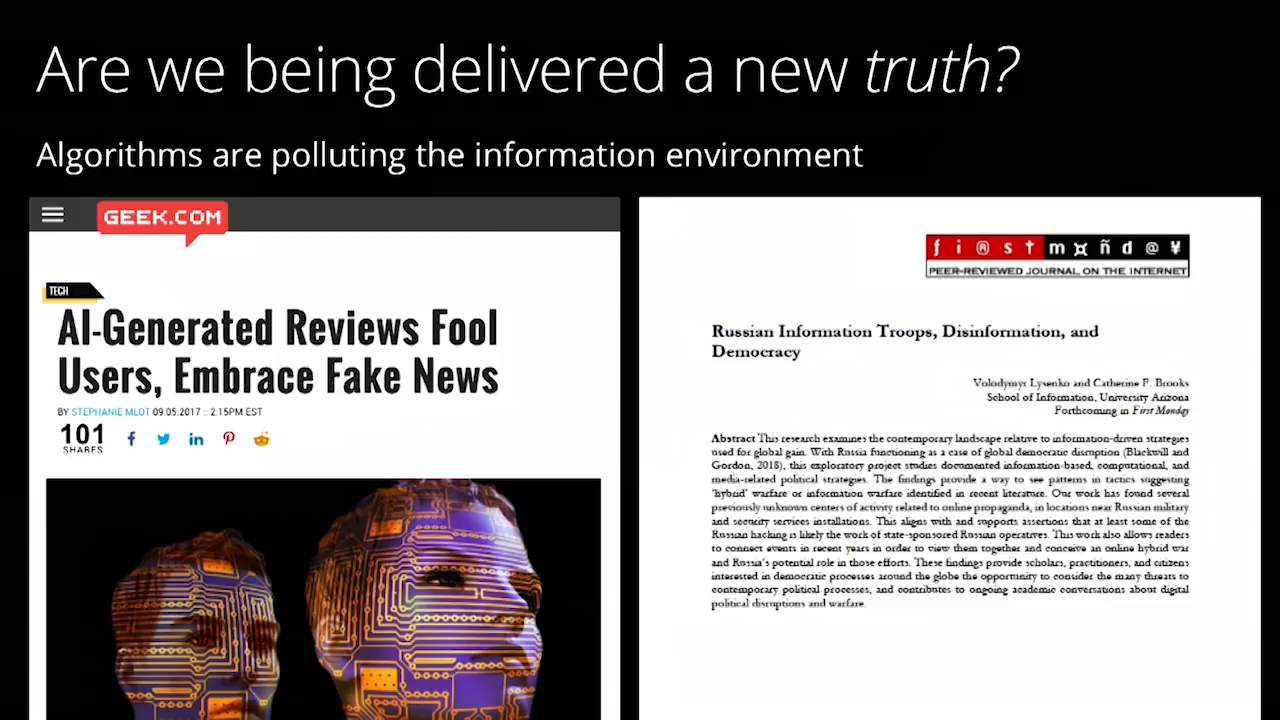 Are we being delivered a new truth?
Algorithms are polluting the information environment
GEEK.COM
TECH
AI-Generated Reviews Fool
Users, Embrace Fake News
BY STEPHANIE MLOT 09.05.2017 :: 2:15PM EST
101
SHARES
fi®s†m¤ñd@¥
PEER-REVIEWED JOURNAL ON THE INTERNET
Russian Information Troops, Disinformation, and
Democracy
Volodymyr Lysenko and Catherine F. Brooks
School of Information, University Arizona
Forthcoming in First Monday
Abstract This research examines the contemporary landscape relative to information-driven strategies
used for global gain. With Russia functioning as a case of global democratic disruption (Blackwill and
Gordon, 2018), this exploratory project studies documented information-based, computational, and
media-related political strategies. The findings provide a way to see patterns in tactics suggesting
'hybrid' warfare or information warfare identified in recent literature. Our work has found several
previously unknown centers of activity related to online propaganda, in locations near Russian military
and security services installations. This aligns with and supports assertions that at least some of the
Russian hacking is likely the work of state-sponsored Russian operatives. This work also allows readers
to connect events in recent years in order to view them together and conceive an online hybrid war
and Russia's potential role in those efforts. These findings provide scholars, practitioners, and citizens
interested in democratic processes around the globe the opportunity to consider the many threats to
contemporary political processes, and contributes to ongoing academic conversations about digital
political disruptions and warfare.